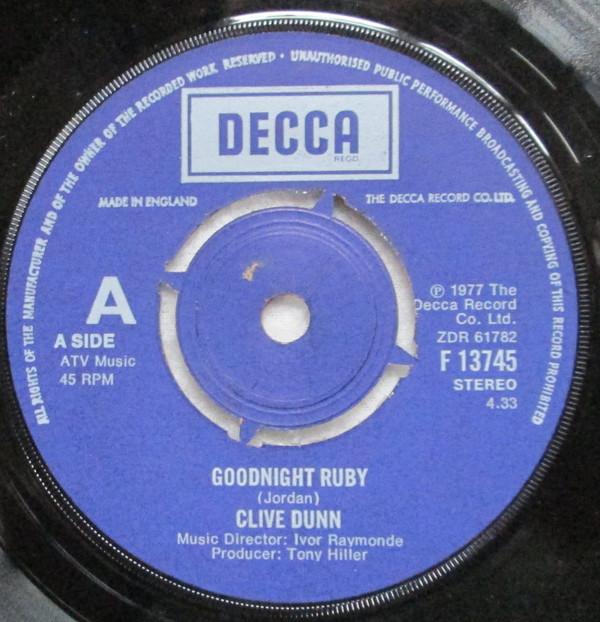 ALL RIGHTS OF THE MANUFACTURER AND OF THE OWNER OF THE RECORDED WORK RESERVED · UNAUTHORISED PUBLIC PERFORMANCE BROADCASTING AND COPYING OF THIS RECORD PROHIBITED
DECCA
REGD.
MADE IN ENGLAND
THE DECCA RECORD CO. LTD.
A
A SIDE
ATV Music
45 RPM
℗ 1977 The
Decca Record
Co. Ltd.
ZDR 61782
F 13745
STEREO
4.33
GOODNIGHT RUBY
(Jordan)
CLIVE DUNN
Music Director: Ivor Raymonde
Producer: Tony Hiller